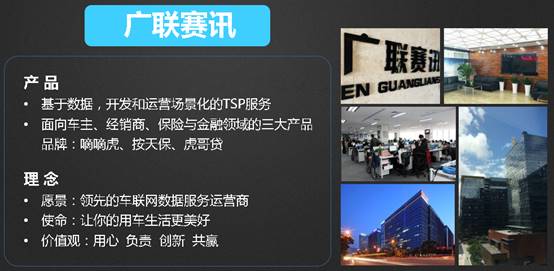 广联赛讯
产品
• 基于数据，开发和运营场景化的TSP服务
• 面向车主、经销商、保险与金融领域的三大产品
品牌：嘀嘀虎、按天保、虎哥贷
理念
• 愿景：领先的车联网数据服务运营商
• 使命：让你的用车生活更美好
• 价值观：用心 负责 创新 共赢
广联赛讯
EN GUANGLIANS